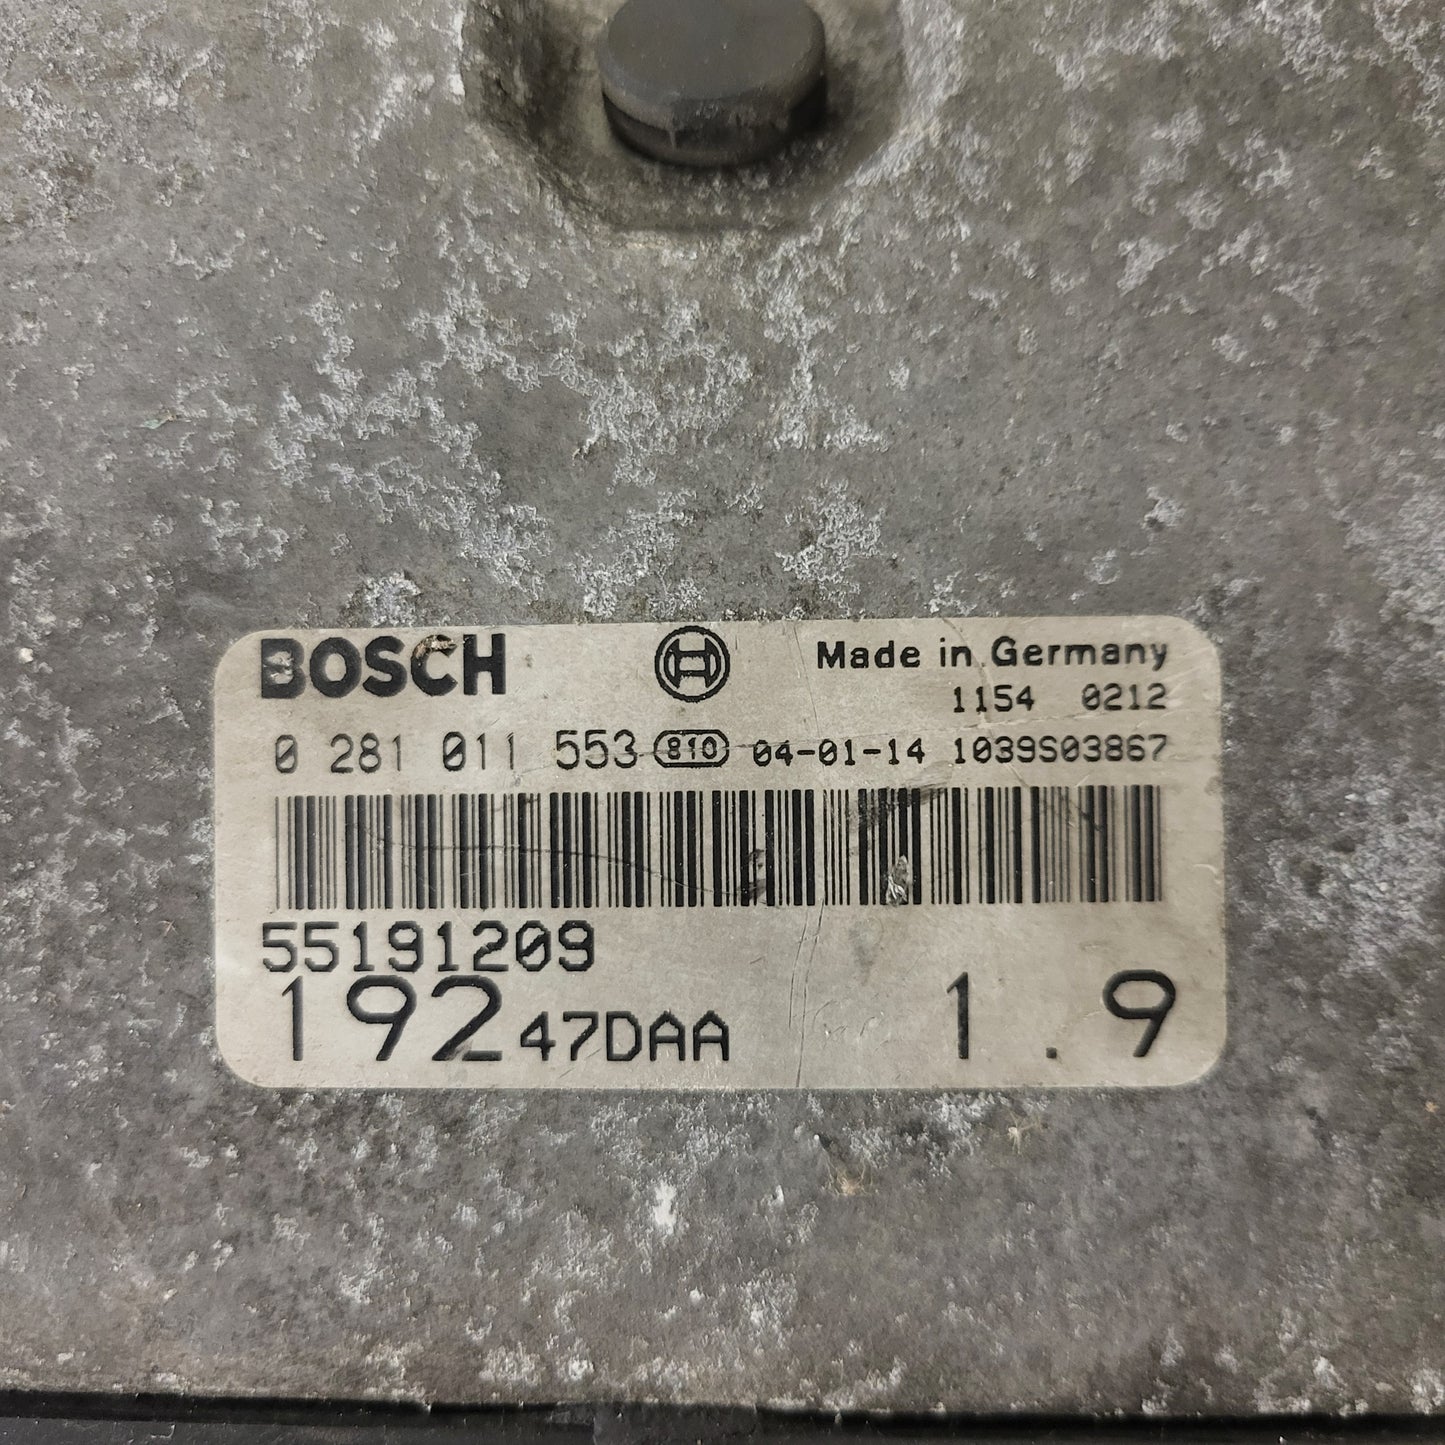 BOSCH Made in Germany
1154 0212
0 281 011 553 810 04-01-14 1039S03867
55191209
192 47DAA 1.9